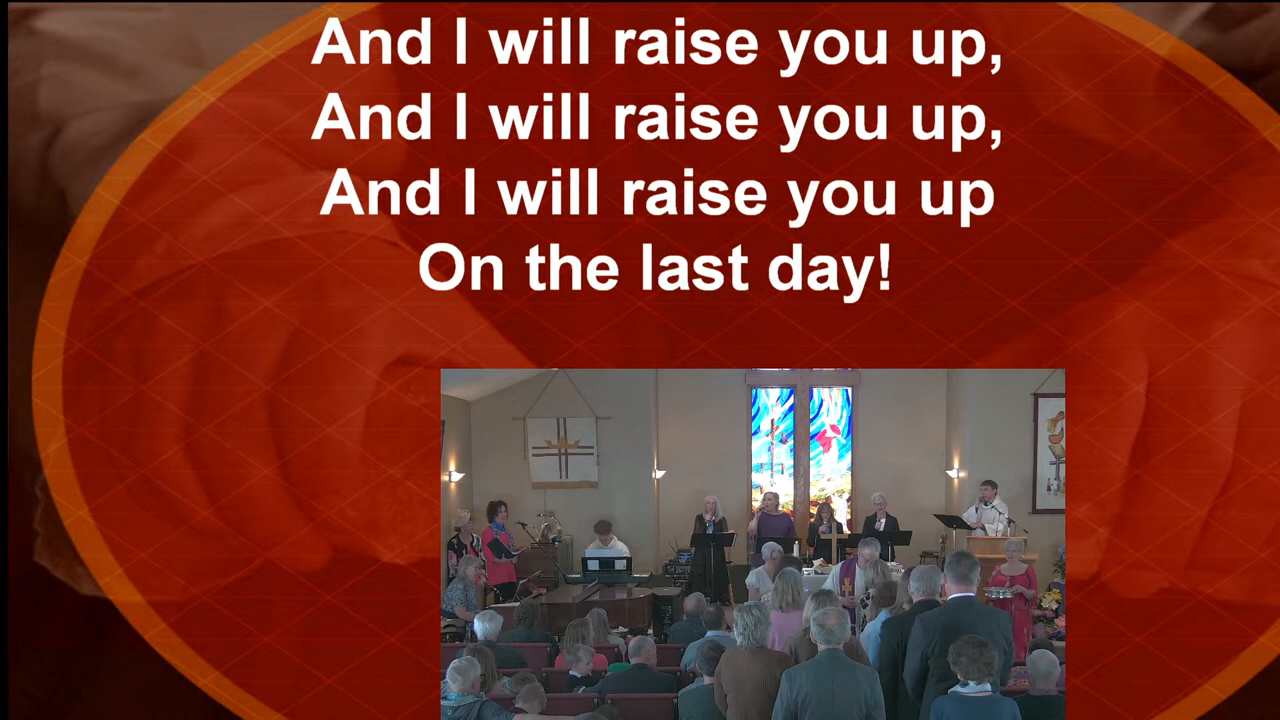 And I will raise you up,
And I will raise you up,
And I will raise you up
On the last day!